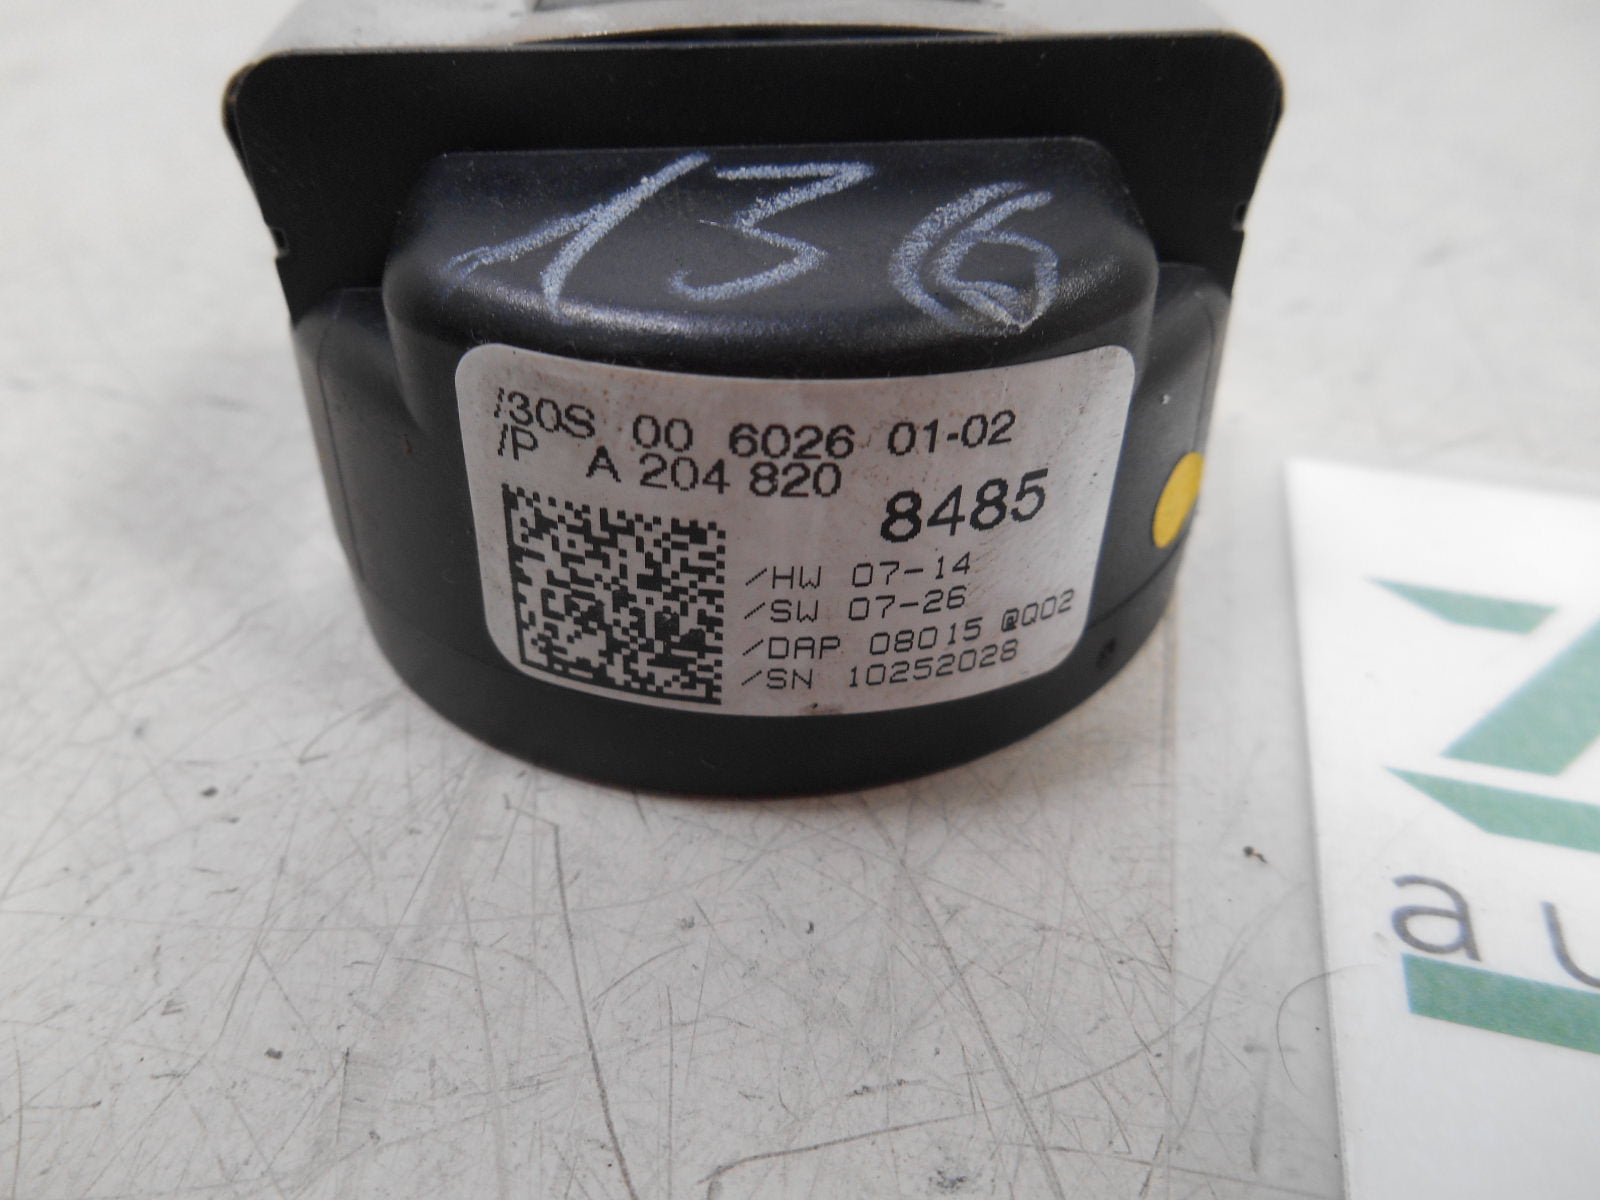 136
/30S 00 6026 01-02
/P A 204 820
8485
/HW 07-14
/SW 07-26
/DAP 08015 @Q02
/SN 10252028
au